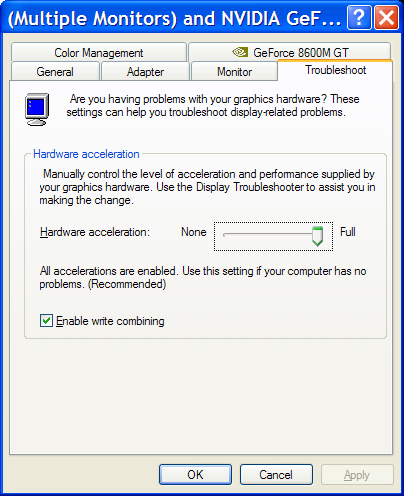 (Multiple Monitors) and NVIDIA GeF...
Color Management
GeForce 8600M GT
General
Adapter
Monitor
Troubleshoot
Are you having problems with your graphics hardware? These
settings can help you troubleshoot display-related problems.
Hardware acceleration
Manually control the level of acceleration and performance supplied by
your graphics hardware. Use the Display Troubleshooter to assist you in
making the change.
Hardware acceleration:
None
Full
All accelerations are enabled. Use this setting if your computer has no
problems. (Recommended)
Enable write combining
OK
Cancel
Apply